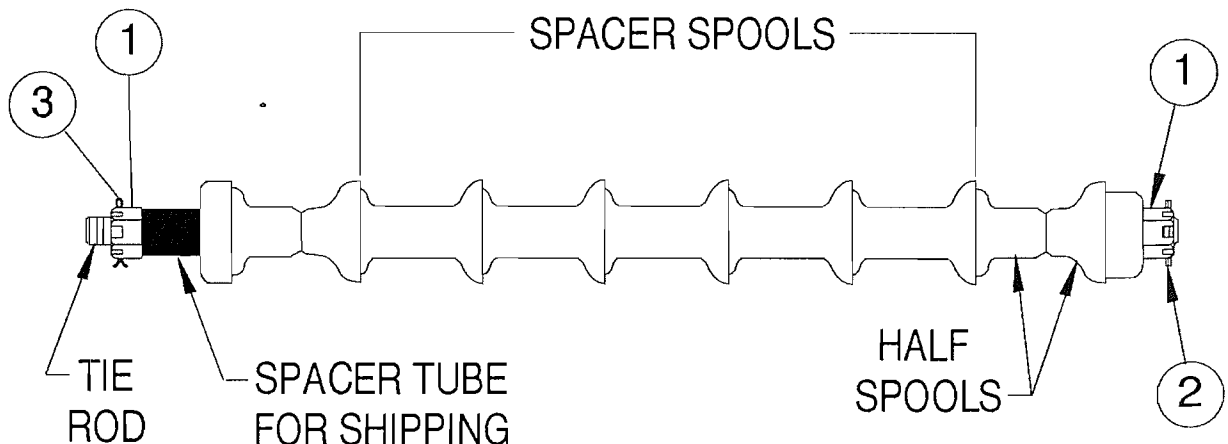 SPACER SPOOLS
1
1
3
TIE
ROD
SPACER TUBE
FOR SHIPPING
HALF
SPOOLS
2